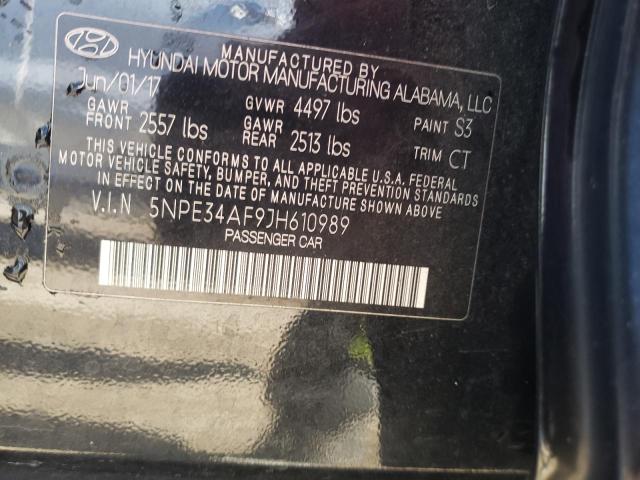 MANUFACTURED BY
HYUNDAI MOTOR MANUFACTURING ALABAMA, LLC
Jun/01/17 GVWR 4497 lbs PAINT S3
GAWR FRONT 2557 lbs GAWR REAR 2513 lbs TRIM CT
THIS VEHICLE CONFORMS TO ALL APPLICABLE U.S.A. FEDERAL
MOTOR VEHICLE SAFETY, BUMPER, AND THEFT PREVENTION STANDARDS
IN EFFECT ON THE DATE OF MANUFACTURE SHOWN ABOVE.
V.I.N 5NPE34AF9JH610989
PASSENGER CAR